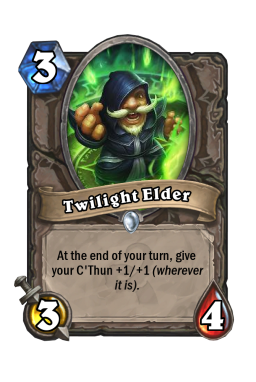 3
Twilight Elder
At the end of your turn, give
your C'Thun +1/+1 (wherever
it is).
3
4